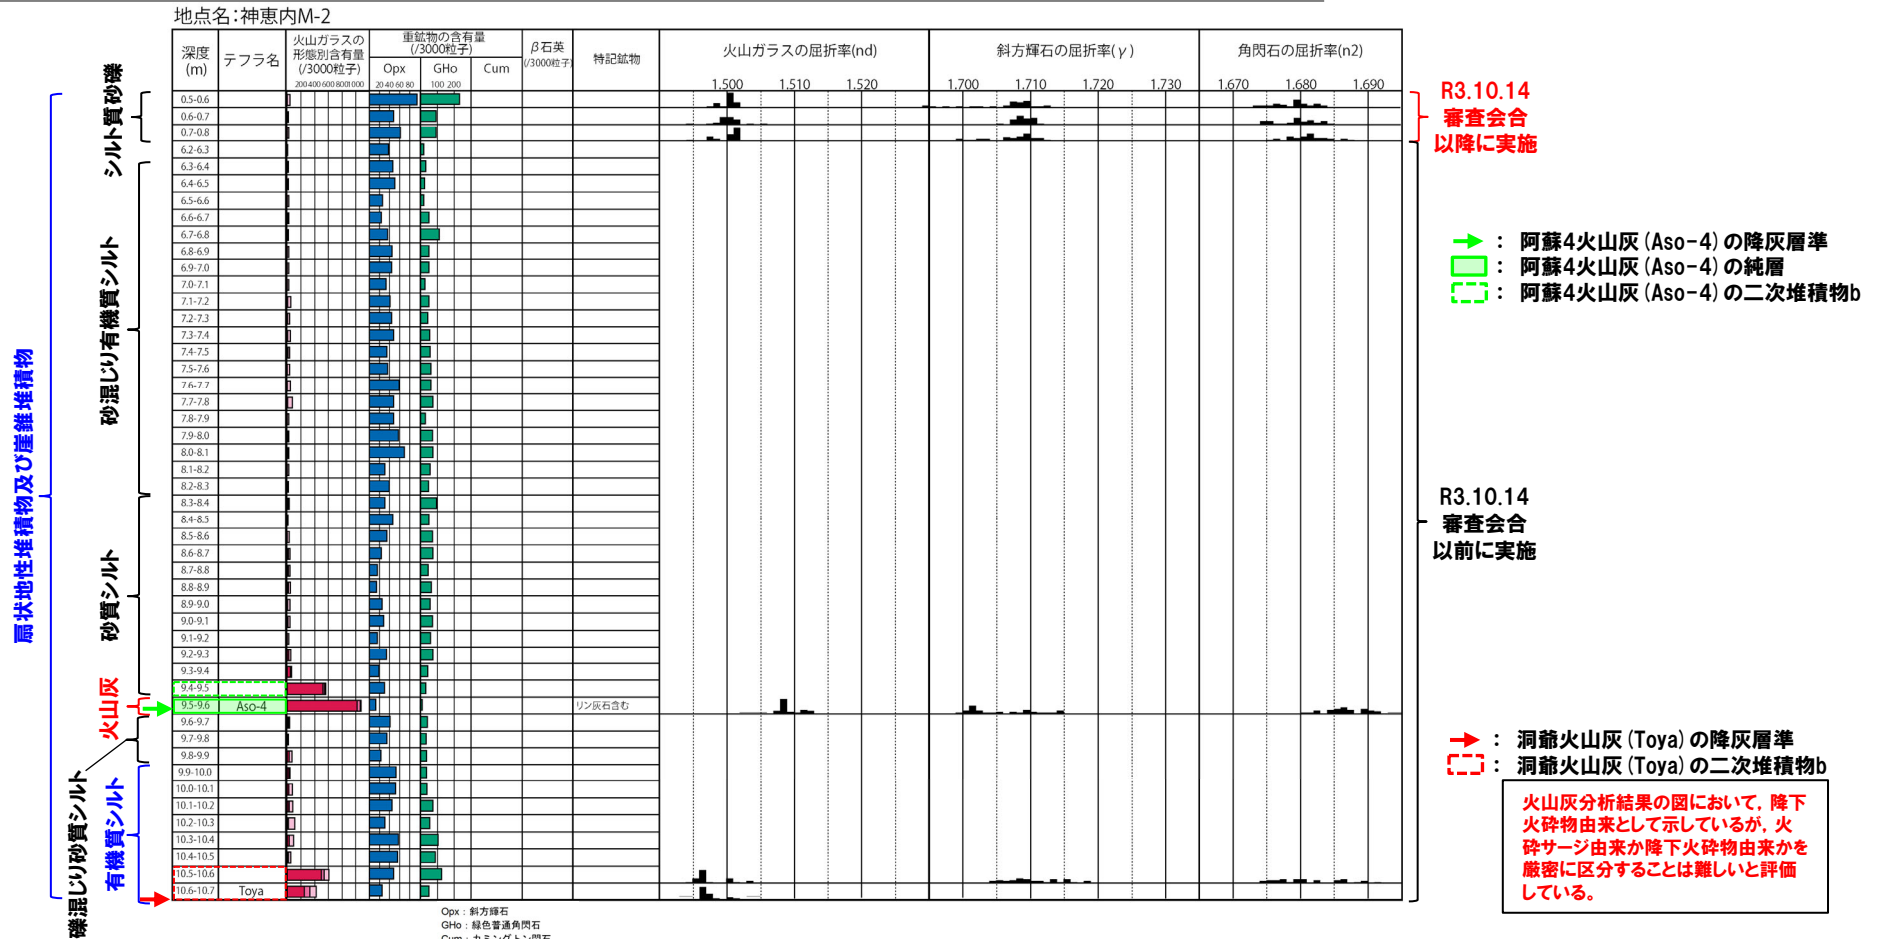 地点名:神恵内M-2
深度
(m)
テフラ名
火山ガラスの
形態別含有量
(/3000粒子)
200 400 600 800 1000
重鉱物の含有量
(/3000粒子)
Opx
GHo
Cum
20 40 60 80
100 200
β石英
(/3000粒子)
特記鉱物
火山ガラスの屈折率(nd)
1,500 1,510 1,520
斜方輝石の屈折率(γ)
1,700 1,710 1,720 1,730
角閃石の屈折率(n2)
1,670 1,680 1,690
0.5-0.6
0.6-0.7
0.7-0.8
6.2-6.3
6.3-6.4
6.4-6.5
6.5-6.6
6.6-6.7
6.7-6.8
6.8-6.9
6.9-7.0
7.0-7.1
7.1-7.2
7.2-7.3
7.3-7.4
7.4-7.5
7.5-7.6
7.6-7.7
7.7-7.8
7.8-7.9
7.9-8.0
8.0-8.1
8.1-8.2
8.2-8.3
8.3-8.4
8.4-8.5
8.5-8.6
8.6-8.7
8.7-8.8
8.8-8.9
8.9-9.0
9.0-9.1
9.1-9.2
9.2-9.3
9.3-9.4
9.4-9.5
9.5-9.6 Aso-4 リン灰石含む
9.6-9.7
9.7-9.8
9.8-9.9
9.9-10.0
10.0-10.1
10.1-10.2
10.2-10.3
10.3-10.4
10.4-10.5
10.5-10.6
10.6-10.7 Toya
扇状地性堆積物及び崖錐堆積物
シルト質砂礫
砂混じり有機質シルト
砂質シルト
火山灰
礫混じり砂質シルト
有機質シルト
Opx : 斜方輝石
GHo : 緑色普通角閃石
Cum : カミングトン閃石
R3.10.14
審査会合
以降に実施
: 阿蘇4火山灰(Aso-4)の降灰層準
: 阿蘇4火山灰(Aso-4)の純層
: 阿蘇4火山灰(Aso-4)の二次堆積物b
R3.10.14
審査会合
以前に実施
: 洞爺火山灰(Toya)の降灰層準
: 洞爺火山灰(Toya)の二次堆積物b
火山灰分析結果の図において,降下
火砕物由来として示しているが,火
砕サージ由来か降下火砕物由来かを
厳密に区分することは難しいと評価
している。